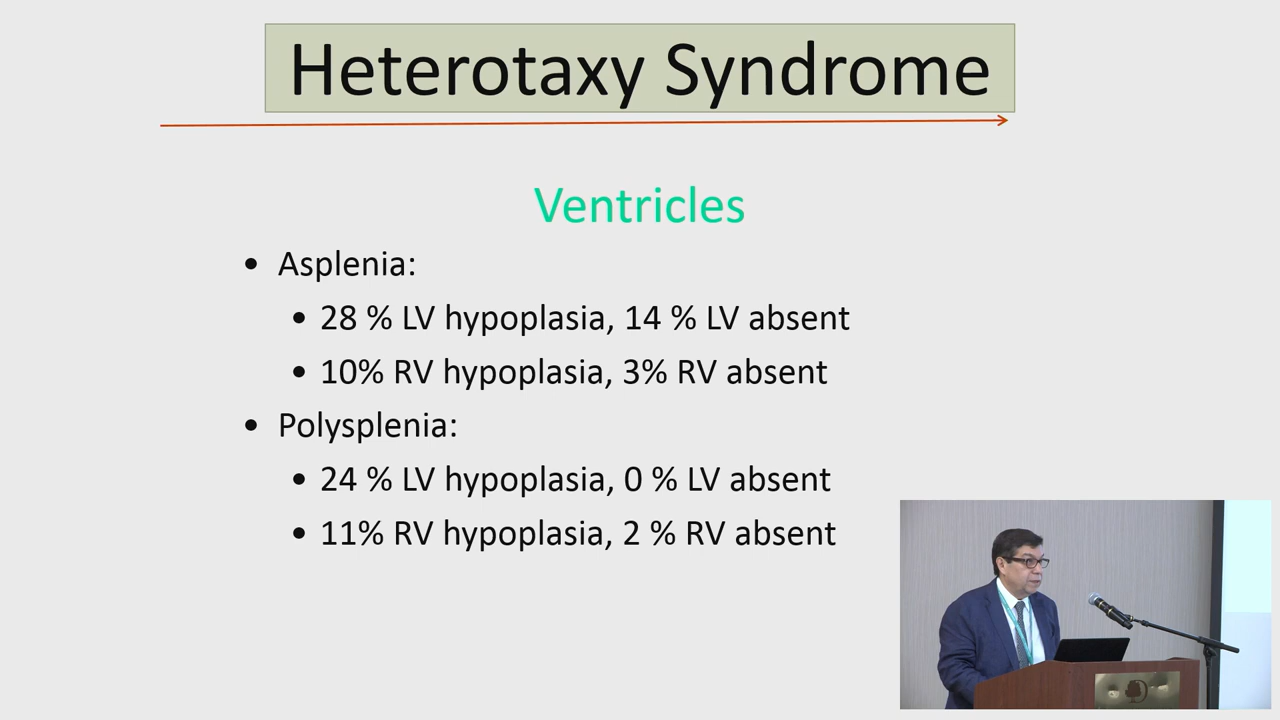 Heterotaxy Syndrome
Ventricles
• Asplenia:
• 28 % LV hypoplasia, 14 % LV absent
• 10% RV hypoplasia, 3% RV absent
• Polysplenia:
• 24 % LV hypoplasia, 0 % LV absent
• 11% RV hypoplasia, 2 % RV absent